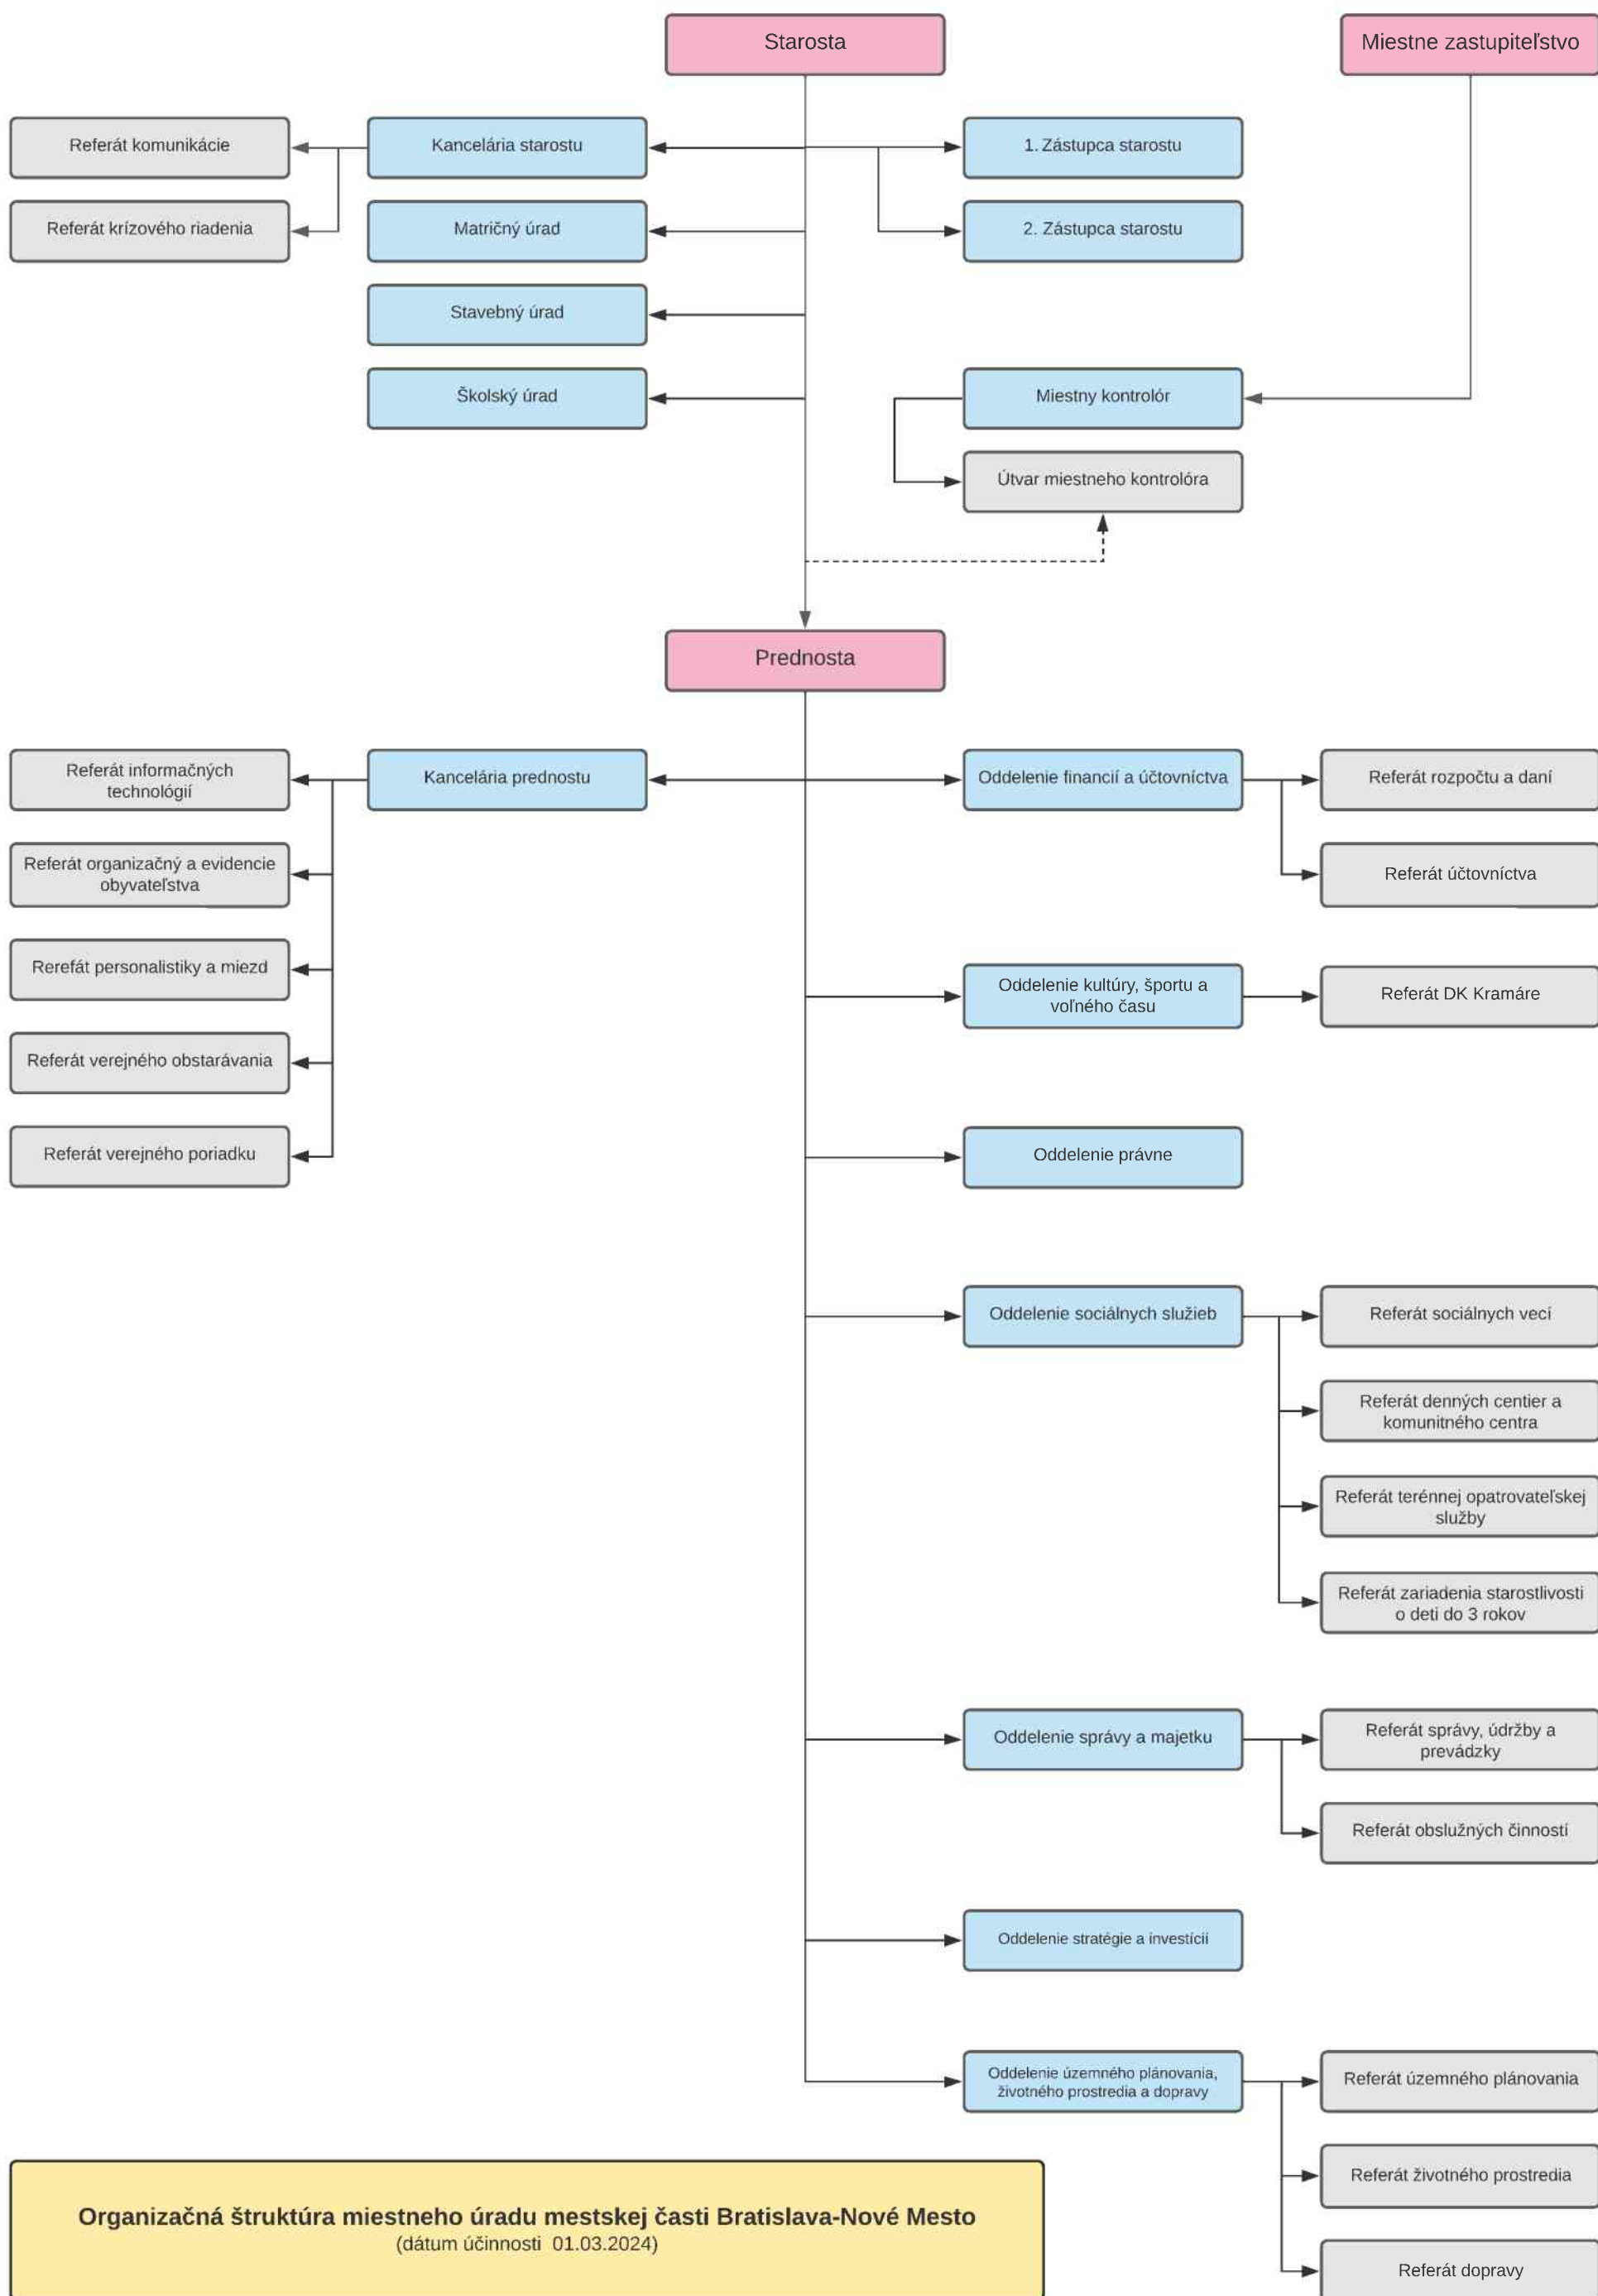 Starosta
Miestne zastupiteľstvo
Referát komunikácie
Kancelária starostu
1. Zástupca starostu
Referát krízového riadenia
Matričný úrad
2. Zástupca starostu
Stavebný úrad
Školský úrad
Miestny kontrolór
Útvar miestneho kontrolóra
Prednosta
Referát informačných
technológií
Kancelária prednostu
Oddelenie financií a účtovníctva
Referát rozpočtu a daní
Referát organizačný a evidencie
obyvateľstva
Referát účtovníctva
Rerefát personalistiky a miezd
Oddelenie kultúry, športu a
voľného času
Referát DK Kramáre
Referát verejného obstarávania
Referát verejného poriadku
Oddelenie právne
Oddelenie sociálnych služieb
Referát sociálnych vecí
Referát denných centier a
komunitného centra
Referát terénnej opatrovateľskej
služby
Referát zariadenia starostlivosti
o deti do 3 rokov
Oddelenie správy a majetku
Referát správy, údržby a
prevádzky
Referát obslužných činností
Oddelenie stratégie a investícií
Oddelenie územného plánovania,
životného prostredia a dopravy
Referát územného plánovania
Referát životného prostredia
Referát dopravy
Organizačná štruktúra miestneho úradu mestskej časti Bratislava-Nové Mesto
(dátum účinnosti  01.03.2024)